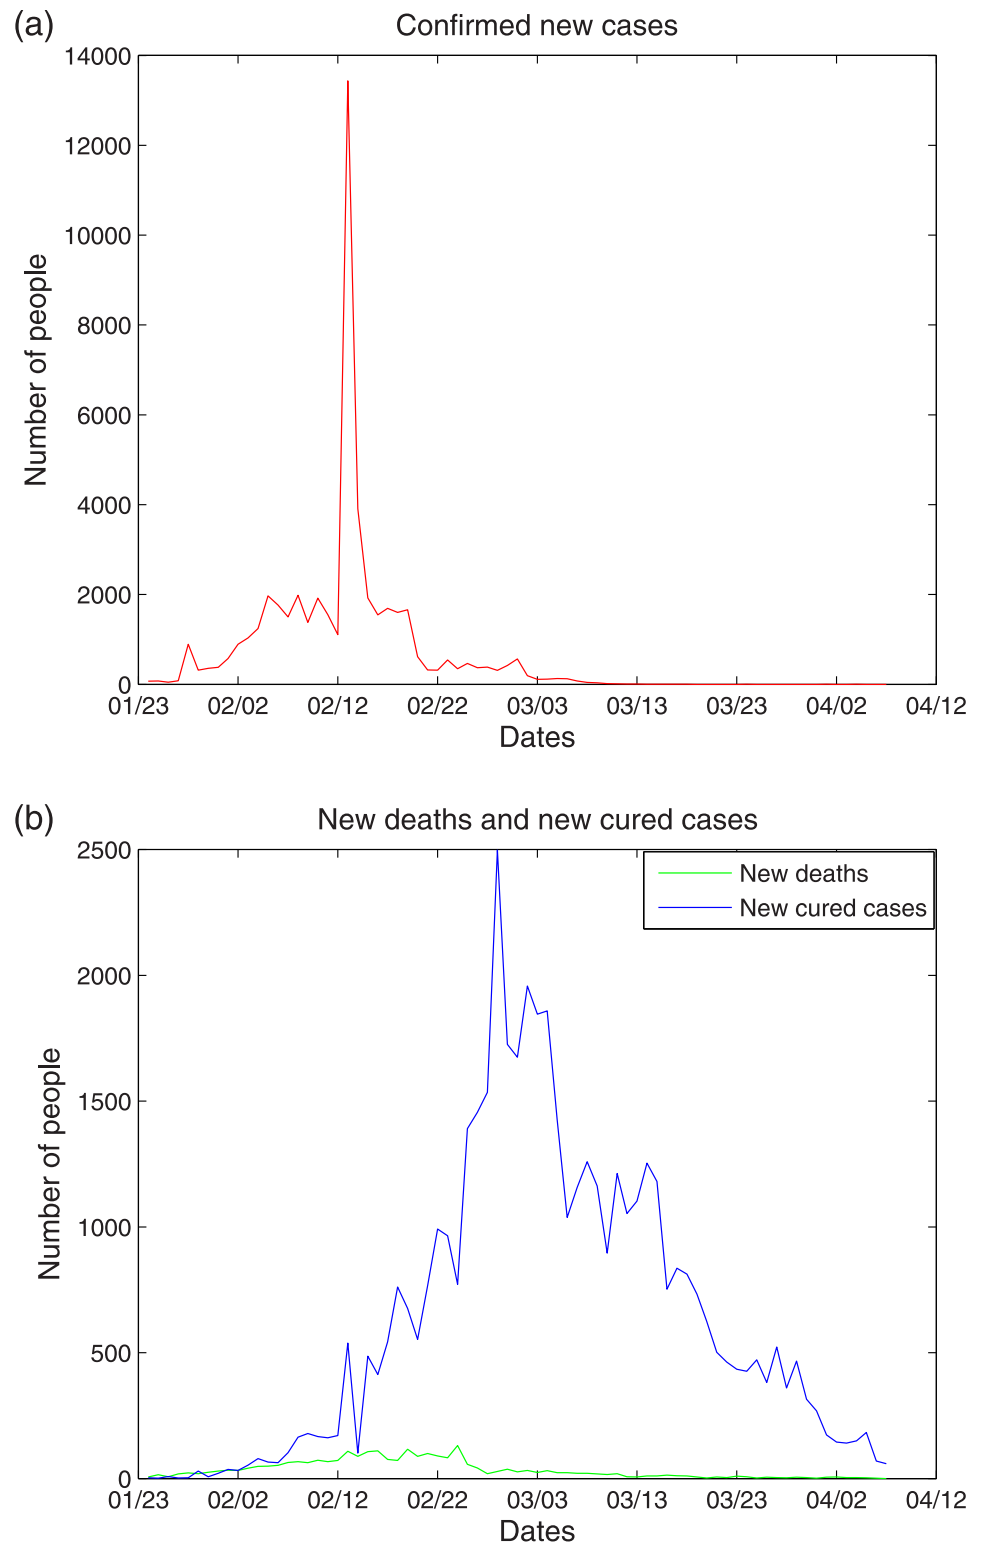 (a)
Confirmed new cases
14000
12000
10000
8000
6000
4000
2000
0
Number of people
01/23 02/02 02/12 02/22 03/03 03/13 03/23 04/02 04/12
Dates
(b)
New deaths and new cured cases
2500
2000
1500
1000
500
0
Number of people
New deaths
New cured cases
01/23 02/02 02/12 02/22 03/03 03/13 03/23 04/02 04/12
Dates